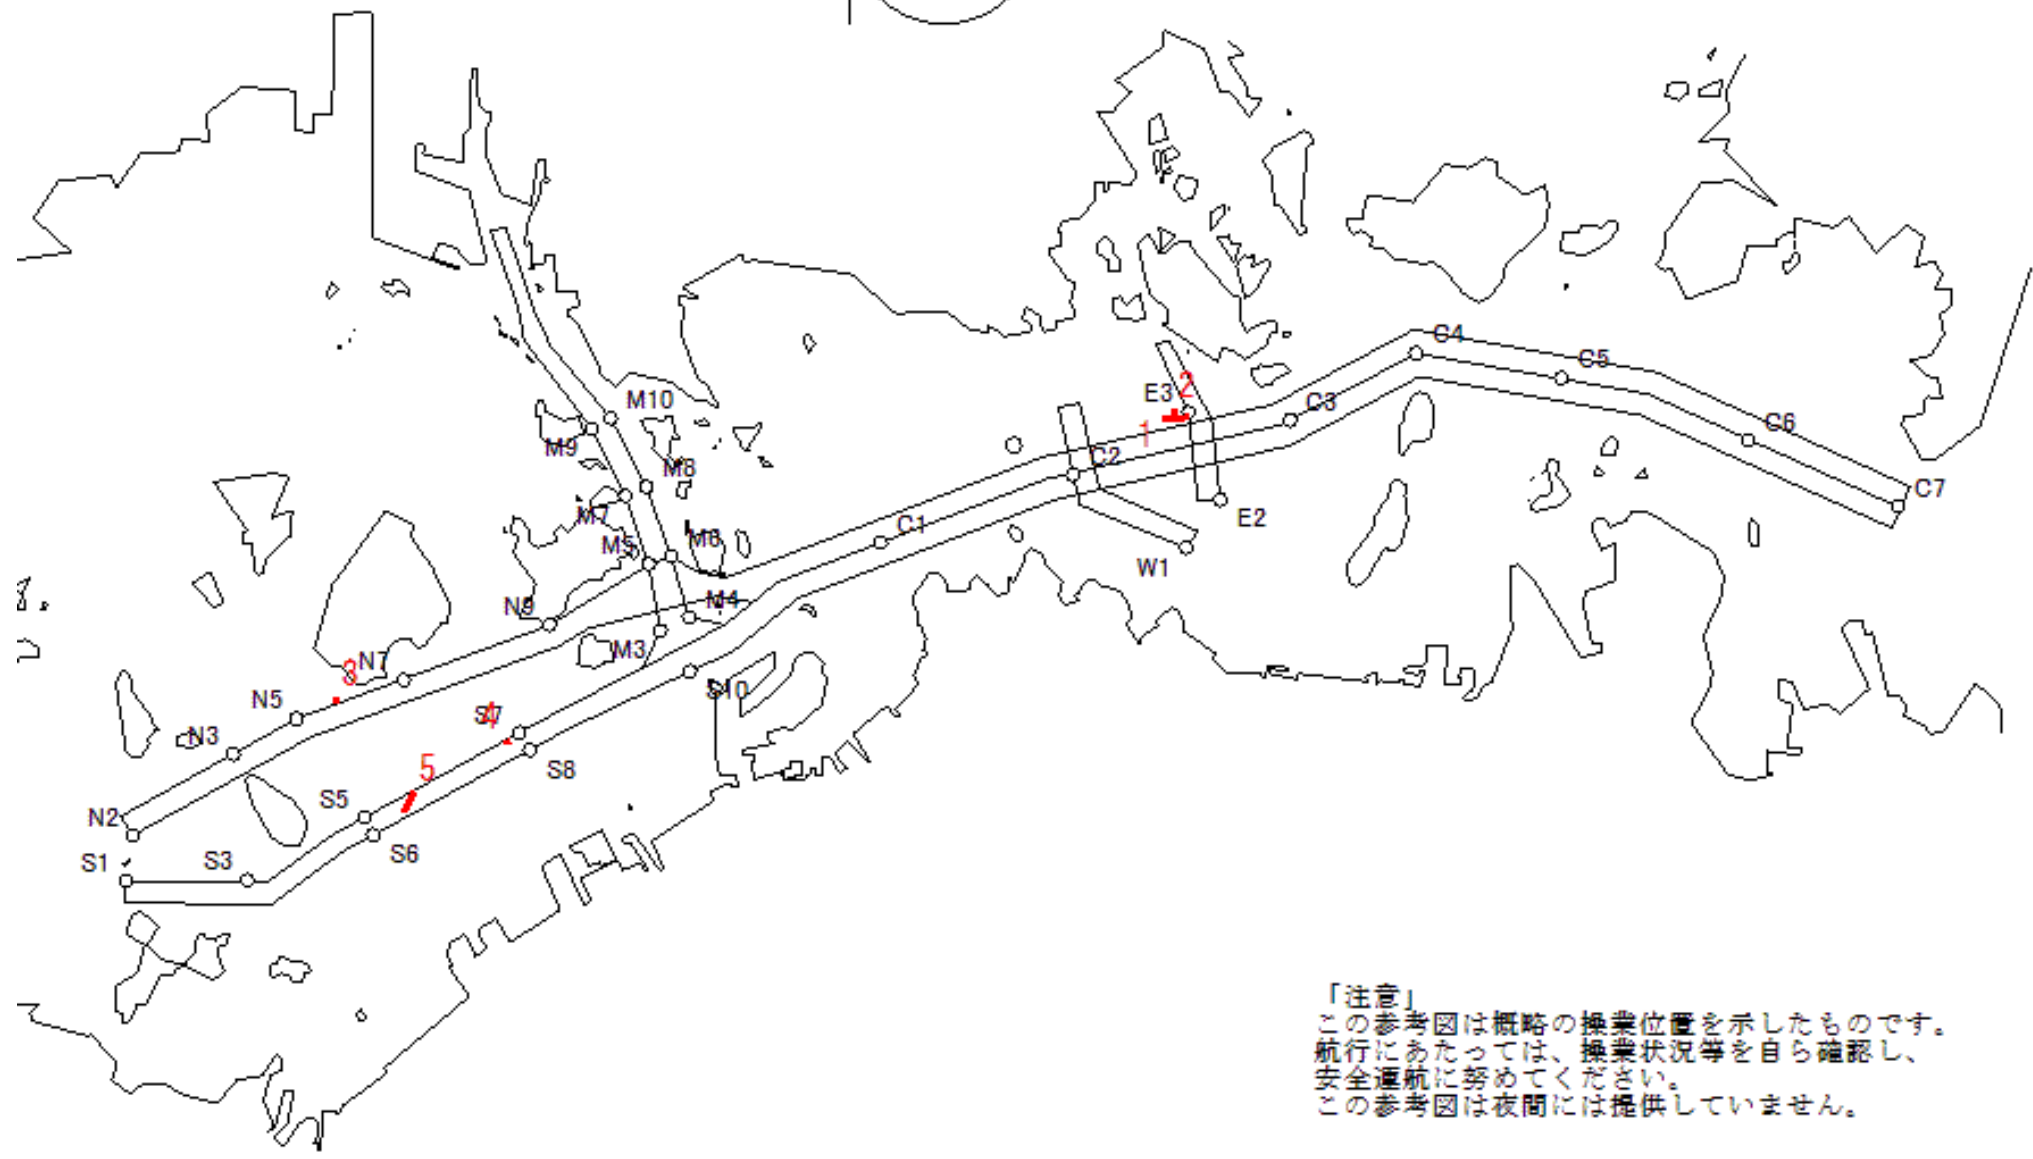 C4
C5
2
E3
M10
C6
C3
1
M9
C2
M8
C7
M7
E2
C1
M5
M6
W1
N9
M4
M3
N7
3
S10
N5
S7
4
N3
S8
5
S5
N2
S6
S1
S3
「注意」
この参考図は概略の操業位置を示したものです。
航行にあたっては、操業状況等を自ら確認し、
安全運航に努めてください。
この参考図は夜間には提供していません。